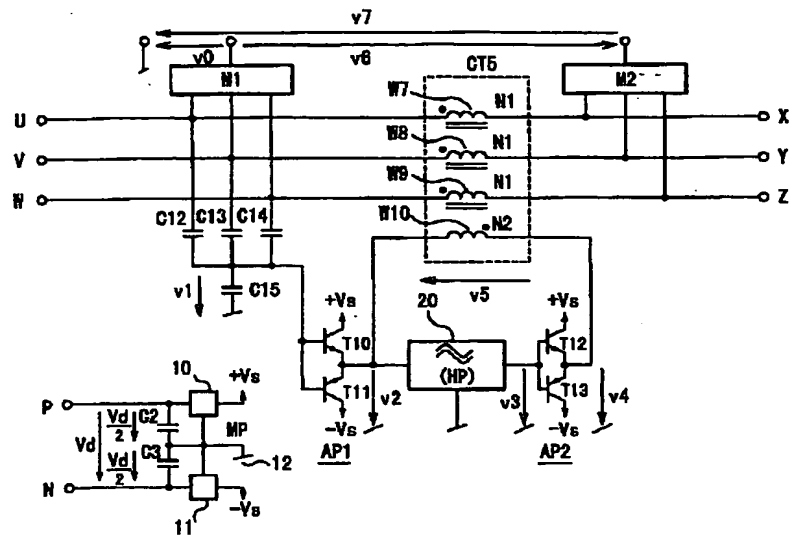 v7
v0 v6
CT5
M1 M2
W7 N1
U X
W8 N1
V Y
W9 N1
W Z
W10 N2
C12 C13 C14
v5
v1 C15
+Vs 20 +Vs
T10 T12
(HP)
T11 T13
v2 v3 v4
-Vs -Vs
AP1 AP2
10 +Vs
P
Vd/2 C2 MP
Vd
Vd/2 C3 12
N
-Vs
11